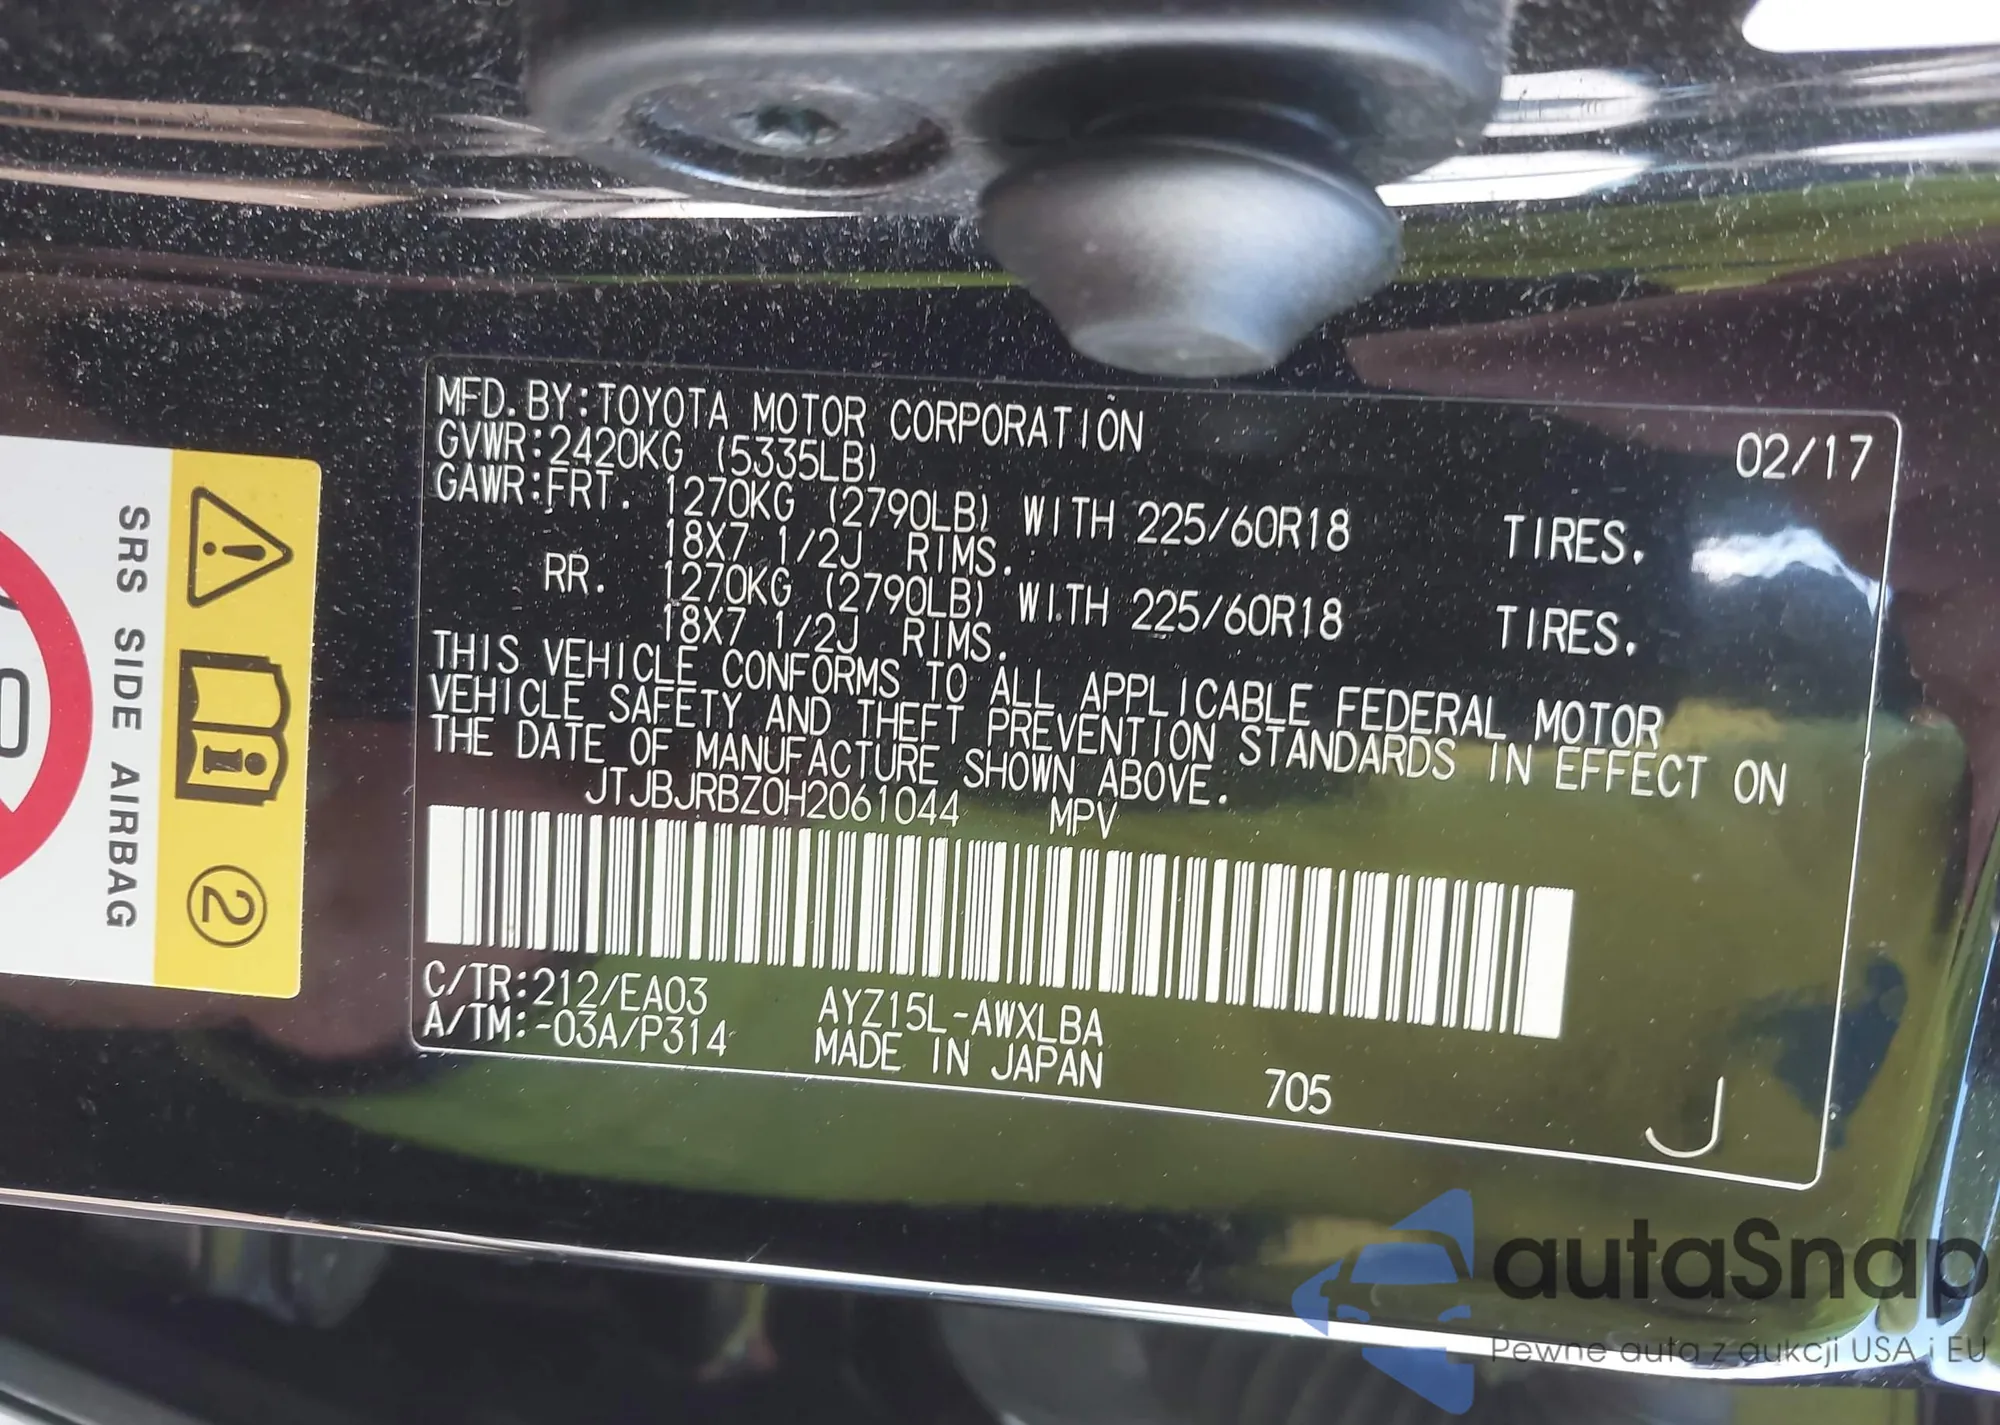 MFD. BY:TOYOTA MOTOR CORPORATION 02/17
GVWR:2420KG (5335LB)
GAWR:FRT. 1270KG (2790LB) WITH 225/60R18 TIRES.
18X7 1/2J RIMS.
RR. 1270KG (2790LB) WITH 225/60R18 TIRES.
18X7 1/2J RIMS.
THIS VEHICLE CONFORMS TO ALL APPLICABLE FEDERAL MOTOR
VEHICLE SAFETY AND THEFT PREVENTION STANDARDS IN EFFECT ON
THE DATE OF MANUFACTURE SHOWN ABOVE.
JTJBJRBZ0H2061044 MPV
C/TR:212/EA03 AYZ15L-AWXLBA
A/TM:-03A/P314 MADE IN JAPAN 705
J
SRS SIDE AIRBAG
2
autaSnap
Pewne auta z aukcji USA i EU